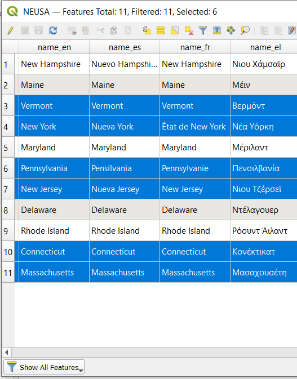 NEUSA — Features Total: 11, Filtered: 11, Selected: 6
name_en name_es name_fr name_el
1 New Hampshire Nuevo Hampshi... New Hampshire Νιου Χάμσαϊρ
2 Maine Maine Maine Μέιν
3 Vermont Vermont Vermont Βερμόντ
4 New York Nueva York État de New York Νέα Υόρκη
5 Maryland Maryland Maryland Μέριλαντ
6 Pennsylvania Pensilvania Pennsylvanie Πενσιλβανία
7 New Jersey Nueva Jersey New Jersey Νιου Τζέρσεϊ
8 Delaware Delaware Delaware Ντέλαγουερ
9 Rhode Island Rhode Island Rhode Island Ρόουντ Άιλαντ
10 Connecticut Connecticut Connecticut Κονέκτικατ
11 Massachusetts Massachusetts Massachusetts Μασαχουσέτη
Show All Features